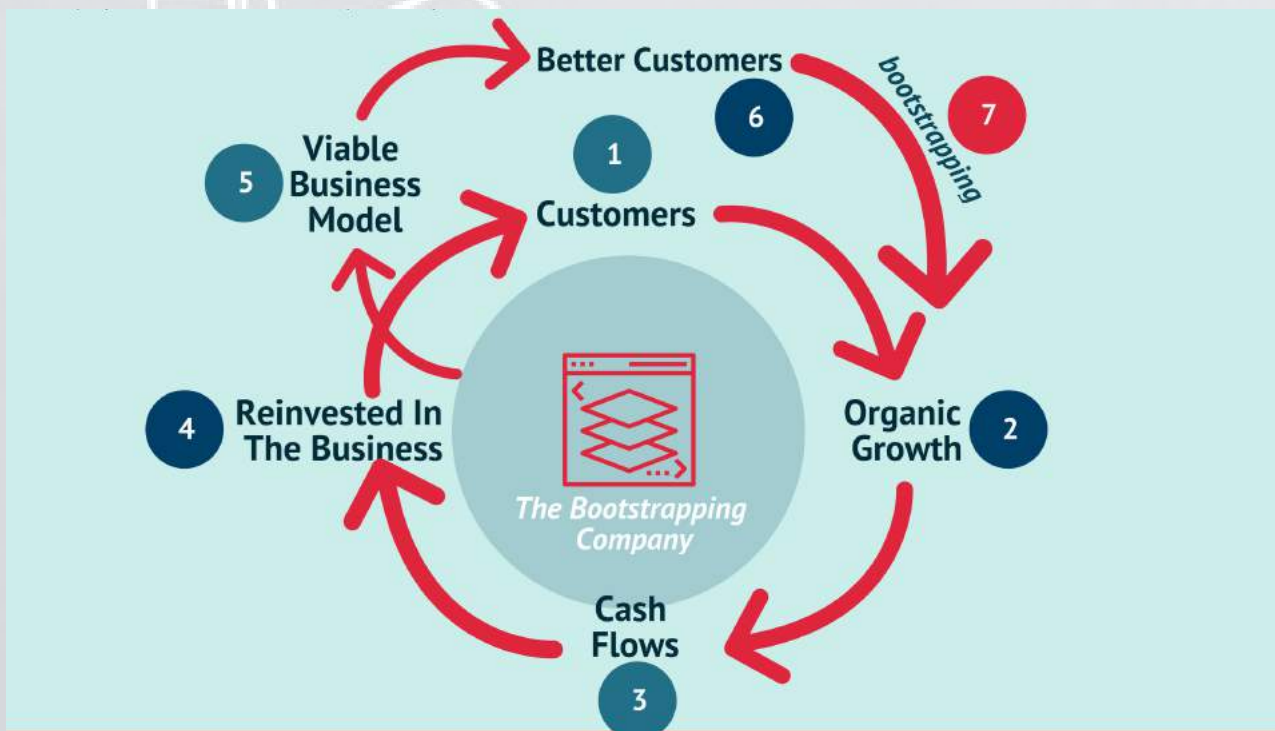 Better Customers
6
bootstrapping
7
1
Customers
5
Viable
Business
Model
4
Reinvested In
The Business
Organic
Growth
2
The Bootstrapping
Company
Cash
Flows
3